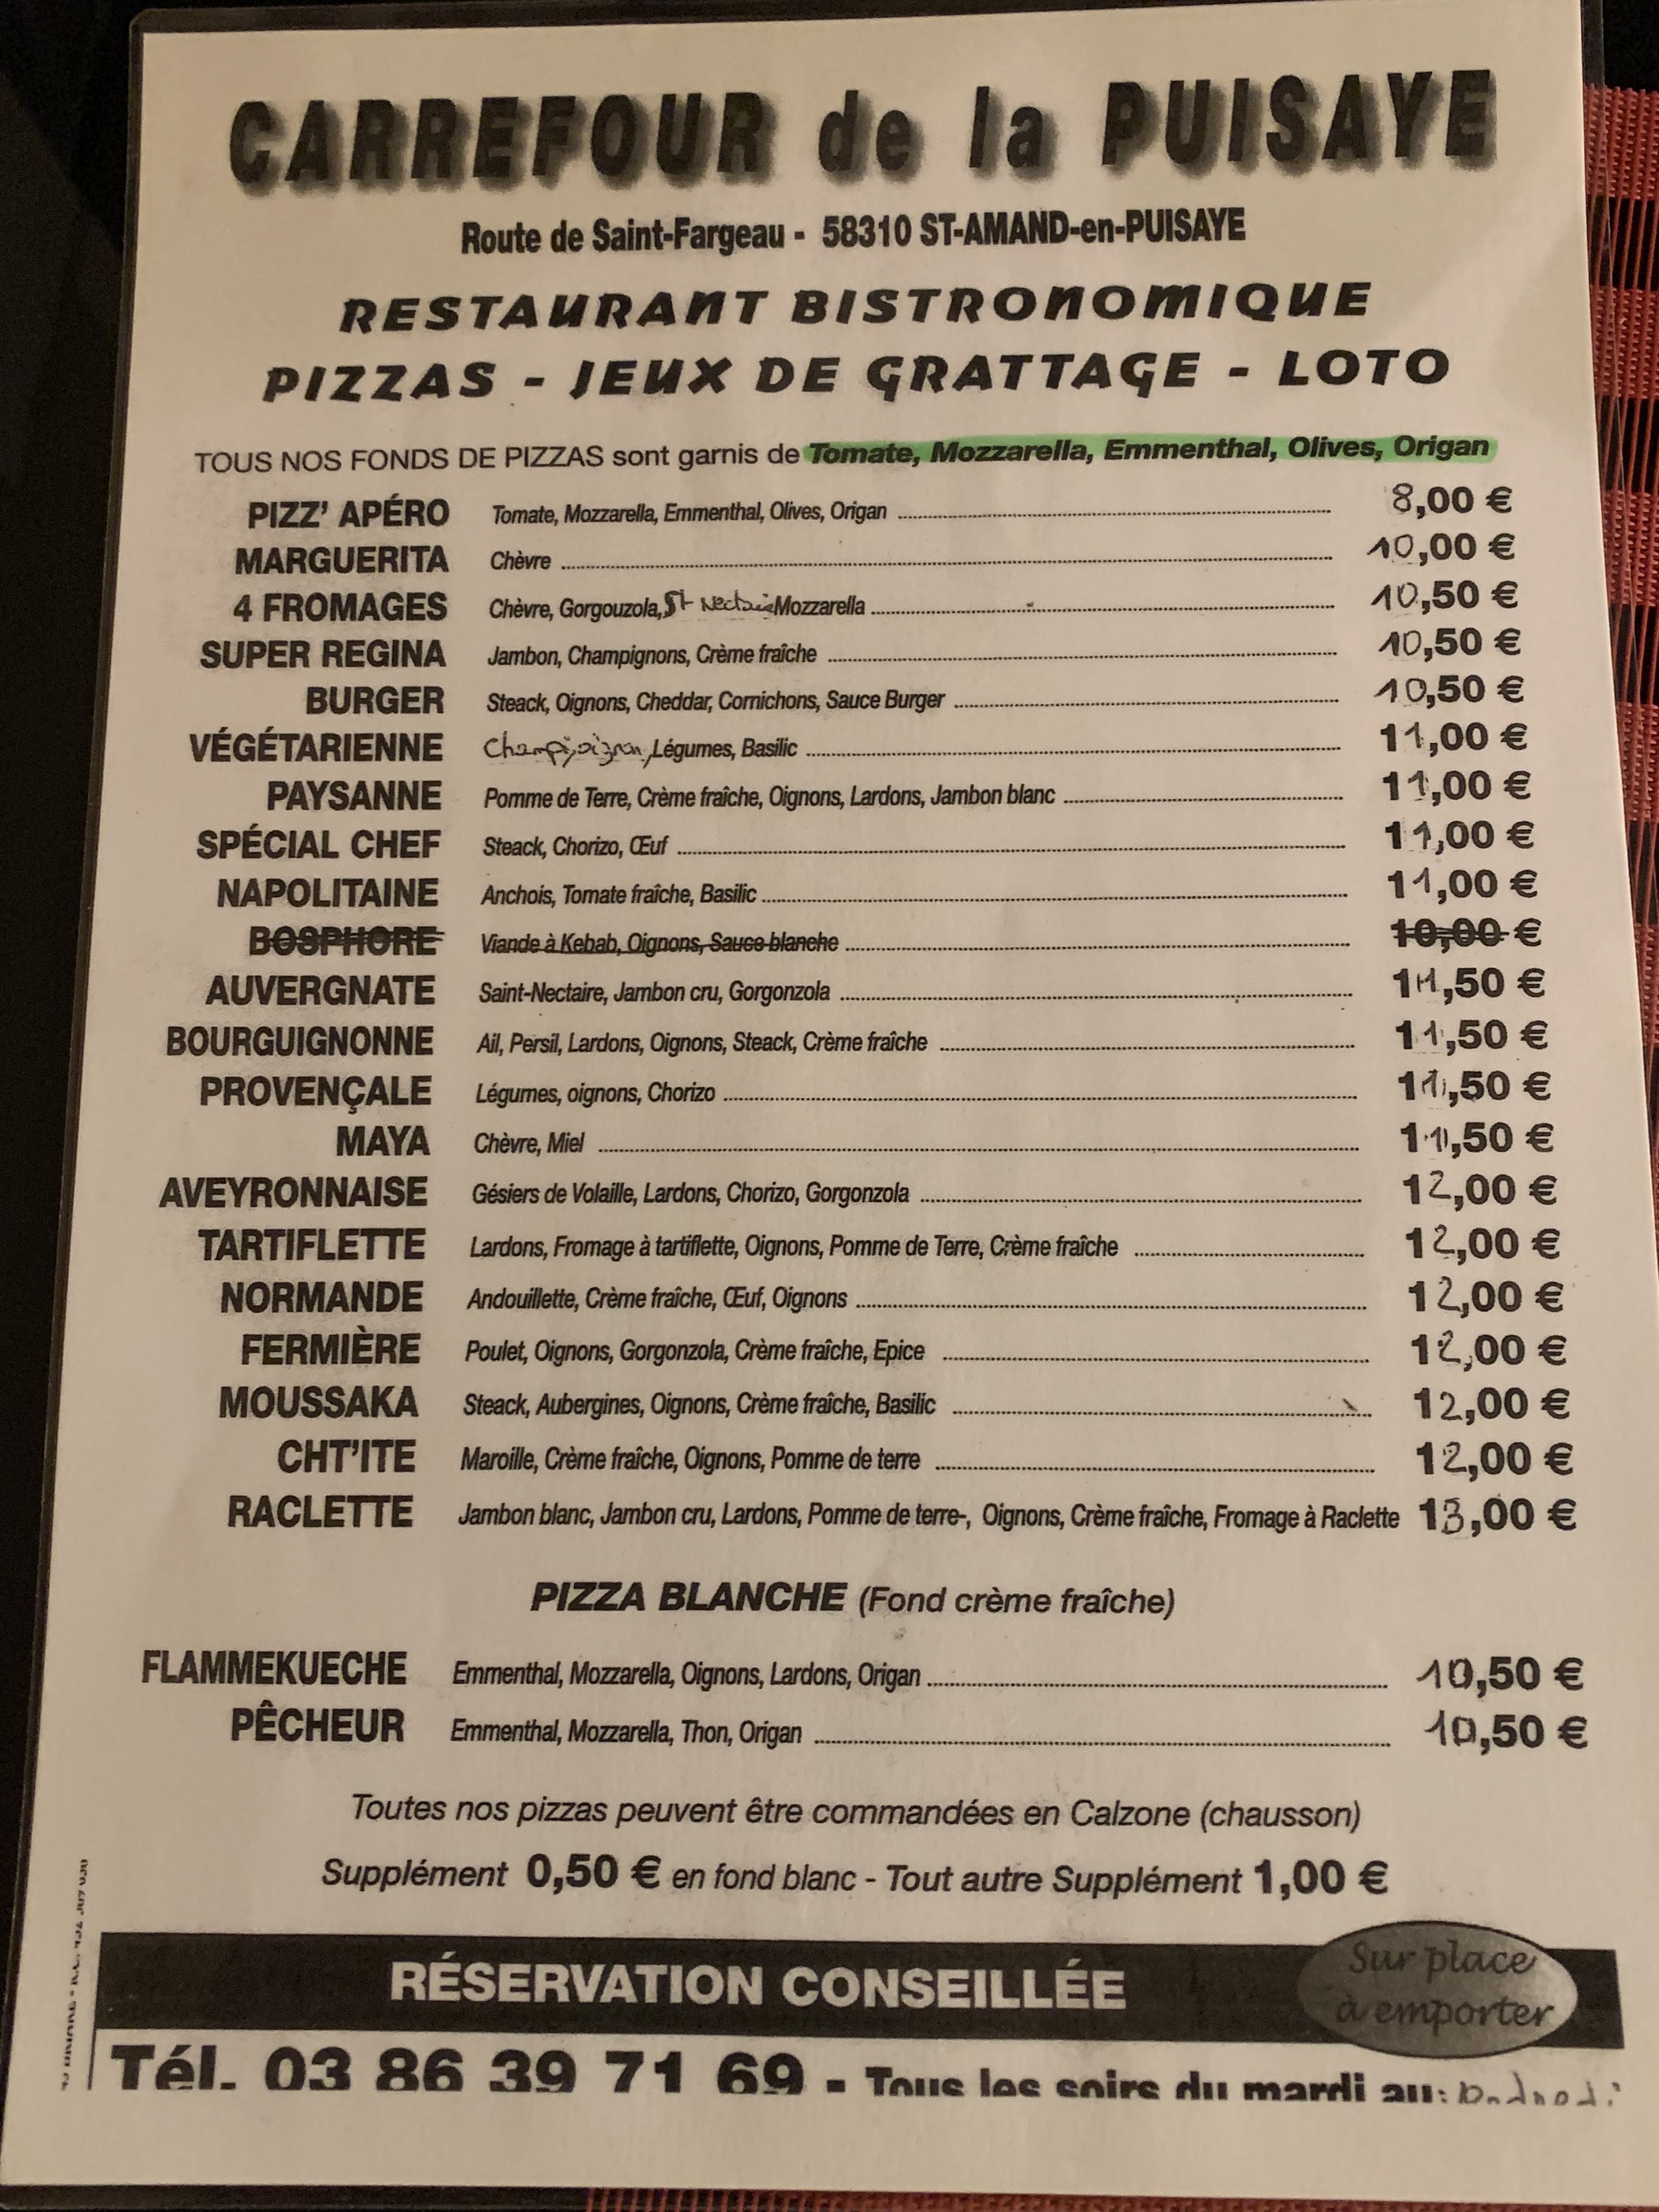 CARREFOUR de la PUISAYE
Route de Saint-Fargeau - 58310 ST-AMAND-en-PUISAYE
RESTAURANT BISTRONOMIQUE
PIZZAS - JEUX DE GRATTAGE - LOTO
TOUS NOS FONDS DE PIZZAS sont garnis de Tomate, Mozzarella, Emmenthal, Olives, Origan
PIZZ' APÉRO Tomate, Mozzarella, Emmenthal, Olives, Origan 8,00 €
MARGUERITA Chèvre 10,00 €
4 FROMAGES Chèvre, Gorgouzola, St Nectaire Mozzarella 10,50 €
SUPER REGINA Jambon, Champignons, Crème fraîche 10,50 €
BURGER Steack, Oignons, Cheddar, Cornichons, Sauce Burger 10,50 €
VÉGÉTARIENNE Champignon, Légumes, Basilic 11,00 €
PAYSANNE Pomme de Terre, Crème fraîche, Oignons, Lardons, Jambon blanc 11,00 €
SPÉCIAL CHEF Steack, Chorizo, Œuf 11,00 €
NAPOLITAINE Anchois, Tomate fraîche, Basilic 11,00 €
BOSPHORE Viande à Kebab, Oignons, Sauce blanche 10,00 €
AUVERGNATE Saint-Nectaire, Jambon cru, Gorgonzola 11,50 €
BOURGUIGNONNE Ail, Persil, Lardons, Oignons, Steack, Crème fraîche 11,50 €
PROVENÇALE Légumes, oignons, Chorizo 11,50 €
MAYA Chèvre, Miel 11,50 €
AVEYRONNAISE Gésiers de Volaille, Lardons, Chorizo, Gorgonzola 12,00 €
TARTIFLETTE Lardons, Fromage à tartiflette, Oignons, Pomme de Terre, Crème fraîche 12,00 €
NORMANDE Andouillette, Crème fraîche, Œuf, Oignons 12,00 €
FERMIÈRE Poulet, Oignons, Gorgonzola, Crème fraîche, Epice 12,00 €
MOUSSAKA Steack, Aubergines, Oignons, Crème fraîche, Basilic 12,00 €
CHT'ITE Maroille, Crème fraîche, Oignons, Pomme de terre 12,00 €
RACLETTE Jambon blanc, Jambon cru, Lardons, Pomme de terre-, Oignons, Crème fraîche, Fromage à Raclette 13,00 €
PIZZA BLANCHE (Fond crème fraîche)
FLAMMEKUECHE Emmenthal, Mozzarella, Oignons, Lardons, Origan 10,50 €
PÊCHEUR Emmenthal, Mozzarella, Thon, Origan 10,50 €
Toutes nos pizzas peuvent être commandées en Calzone (chausson)
Supplément 0,50 € en fond blanc - Tout autre Supplément 1,00 €
RÉSERVATION CONSEILLÉE
Sur place
à emporter
Tél. 03 86 39 71 69 - Tous les soirs du mardi au